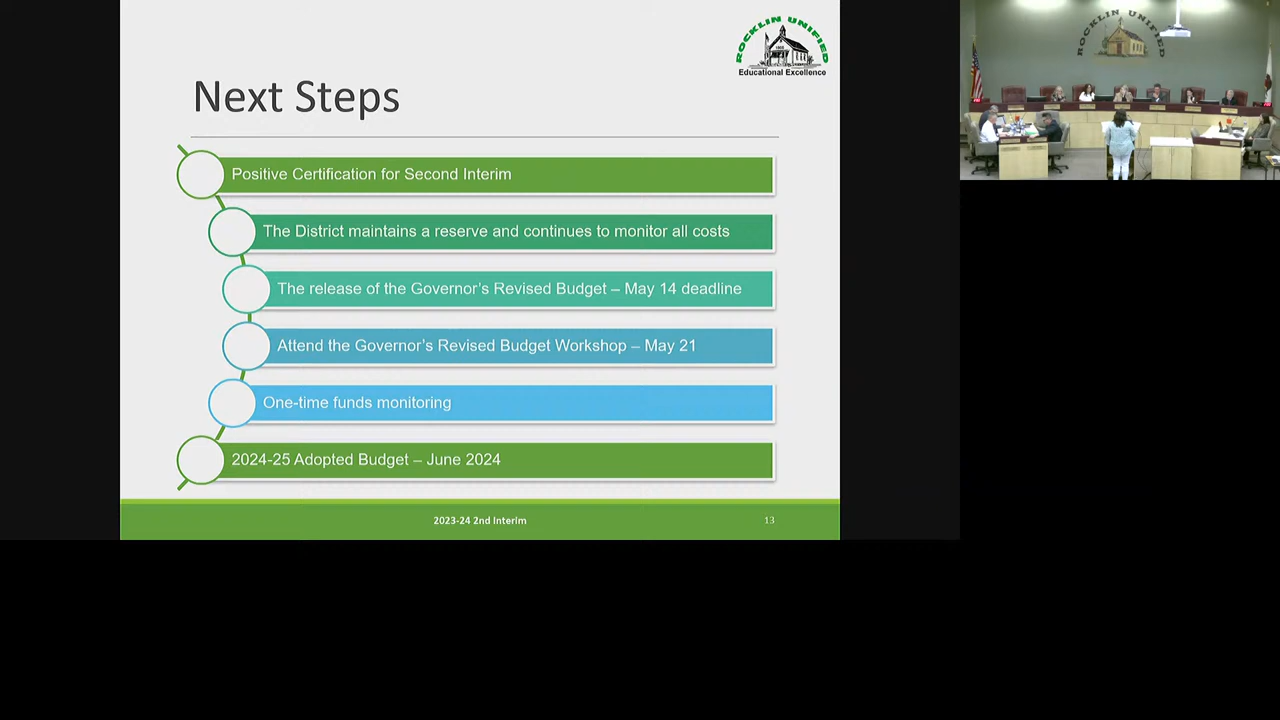 ROCKLIN UNIFIED
Educational Excellence
Next Steps
Positive Certification for Second Interim
The District maintains a reserve and continues to monitor all costs
The release of the Governor's Revised Budget – May 14 deadline
Attend the Governor's Revised Budget Workshop – May 21
One-time funds monitoring
2024-25 Adopted Budget – June 2024
2023-24 2nd Interim
13
ROCKLIN UNIFIED